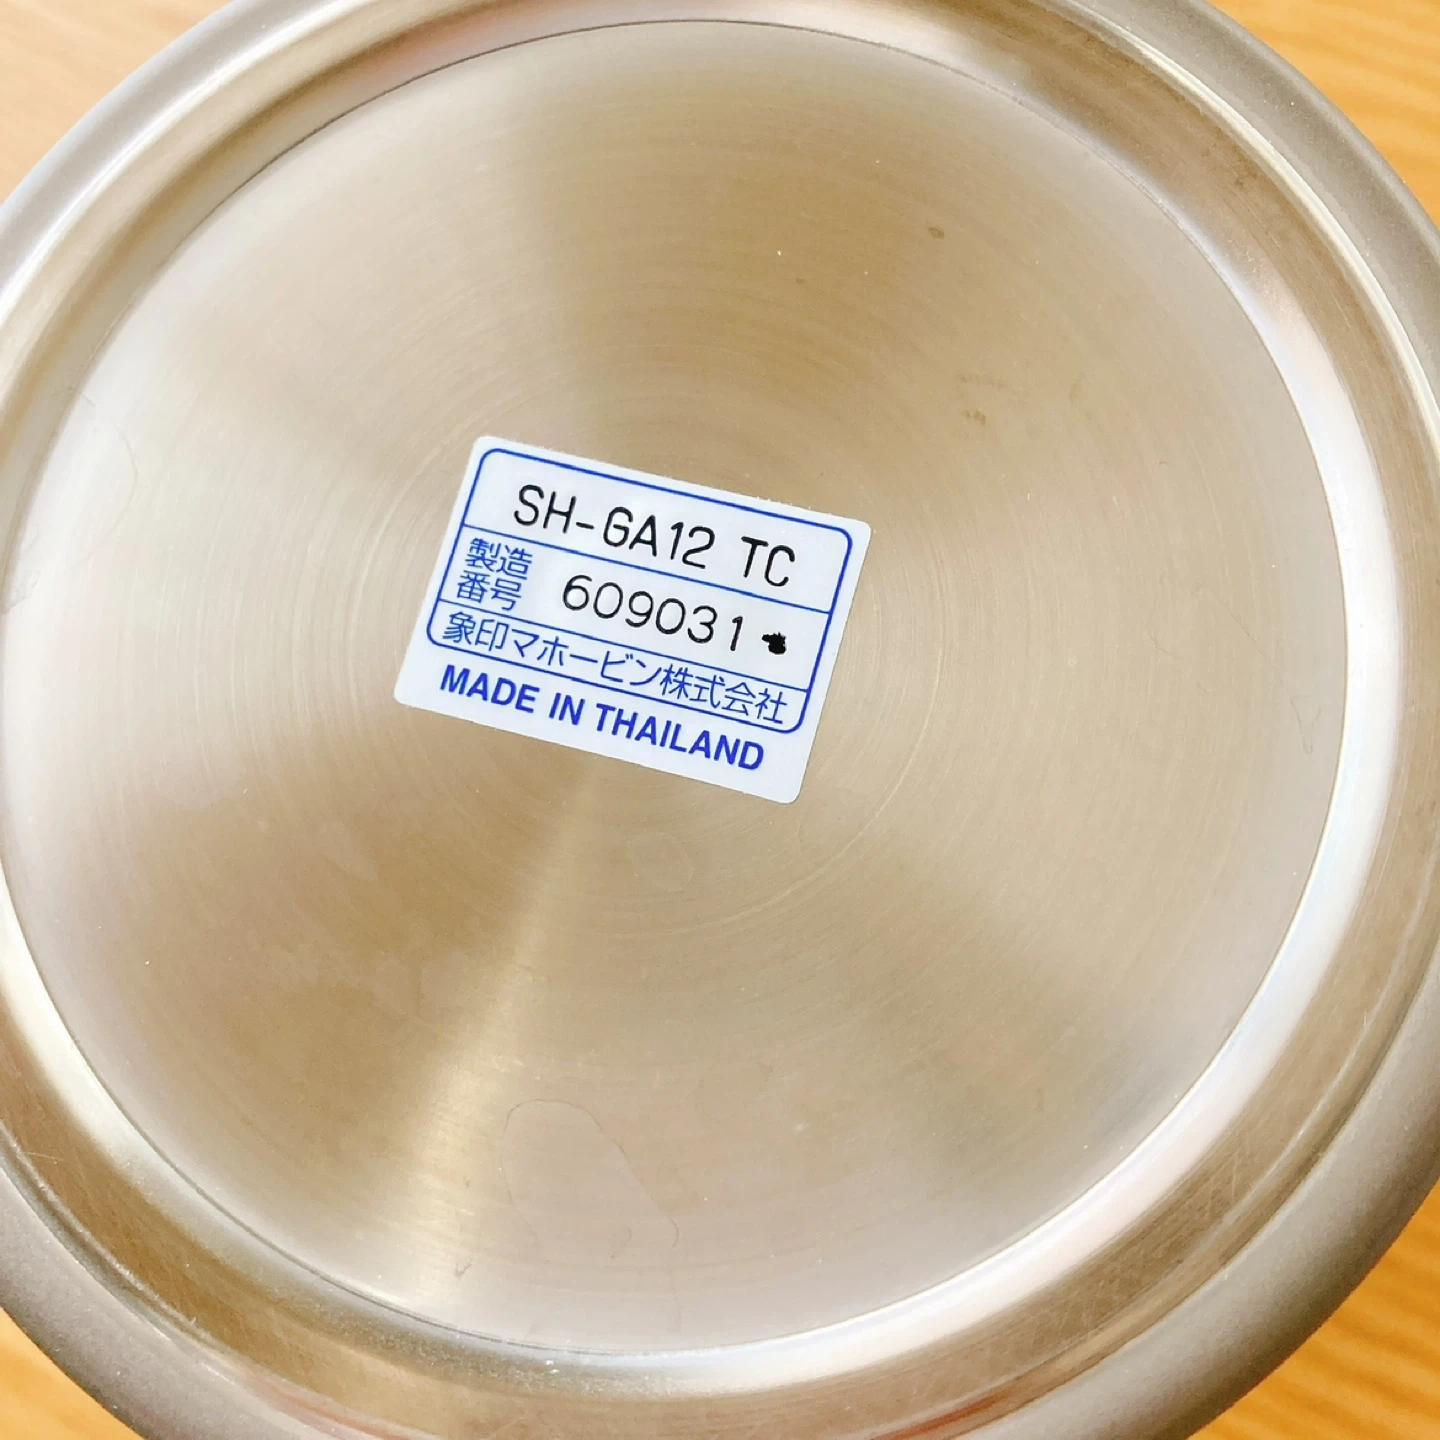 SH-GA12 TC
製造
番号 609031
象印マホービン株式会社
MADE IN THAILAND